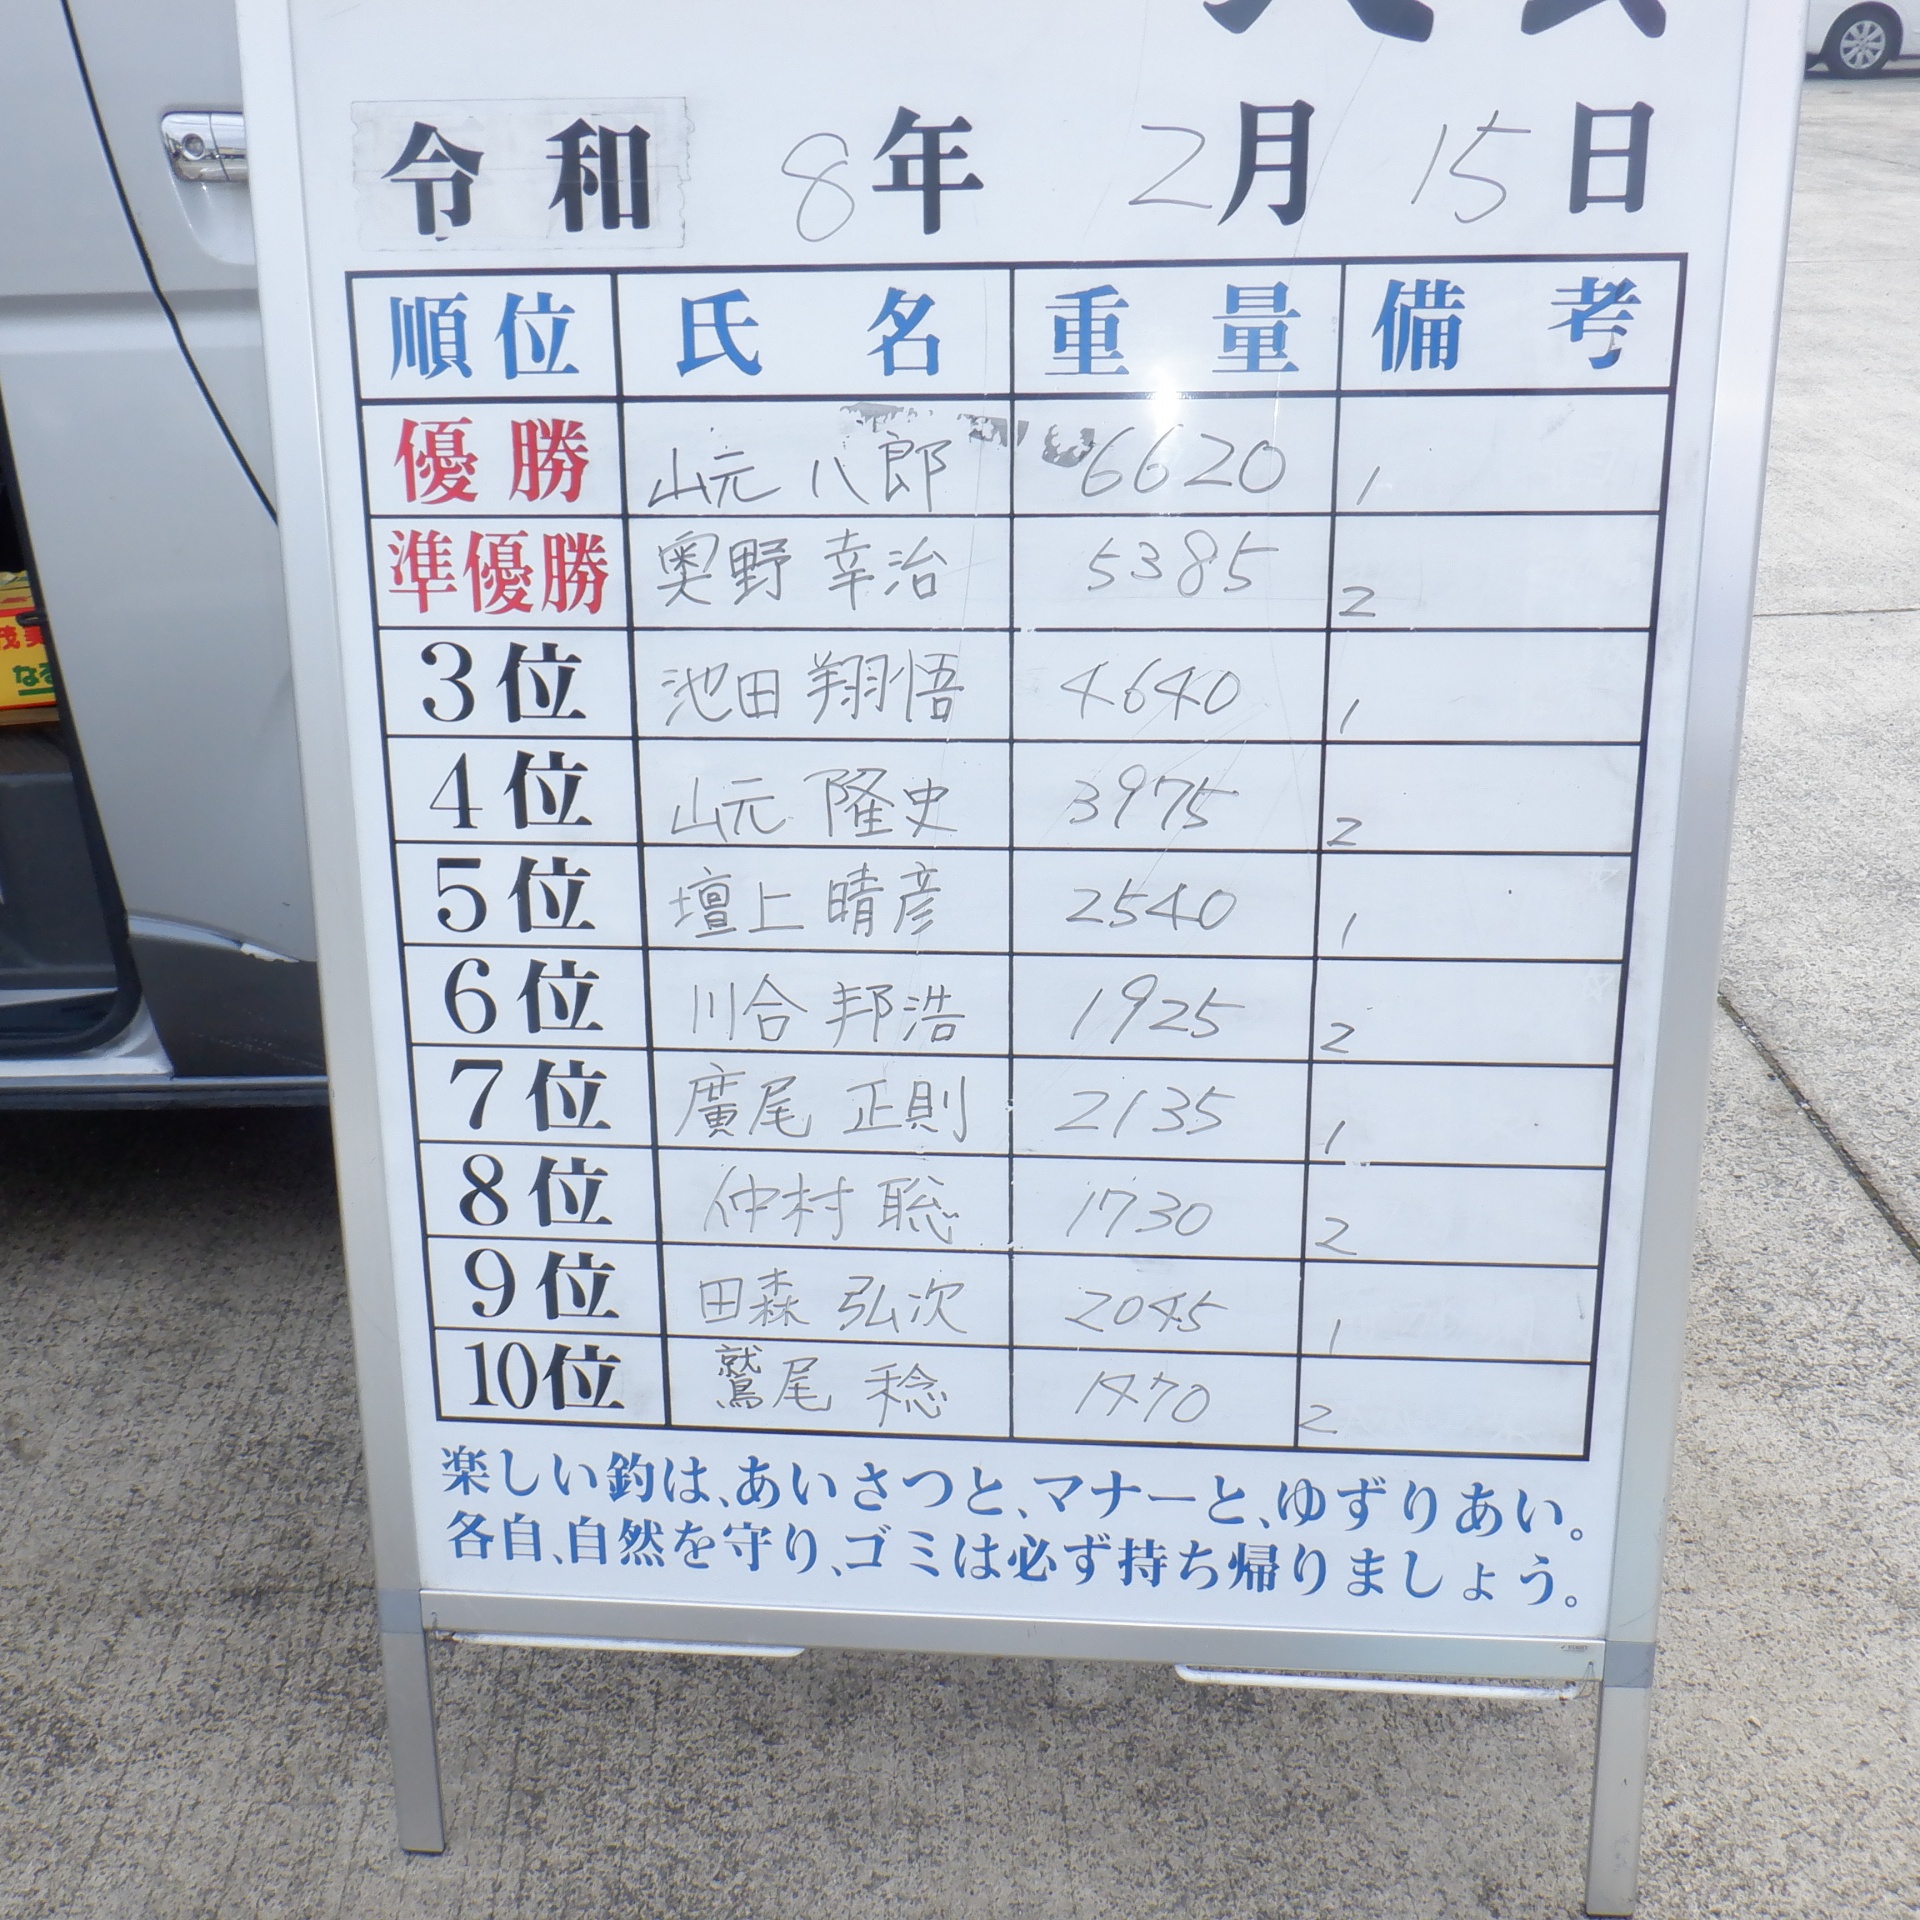 令和 8年 2月 15日
順位 氏名 重量 備考
優勝 山元 八郎 6620 1
準優勝 奥野 幸治 5385 2
3位 池田 翔悟 4640 1
4位 山元 隆史 3975 2
5位 壇上 晴彦 2540 1
6位 川合 邦浩 1925 2
7位 廣尾 正則 2135 1
8位 仲村 聡 1730 2
9位 田森 弘次 2045 1
10位 鷲尾 稔 1470 2
楽しい釣は、あいさつと、マナーと、ゆずりあい。
各自、自然を守り、ゴミは必ず持ち帰りましょう。